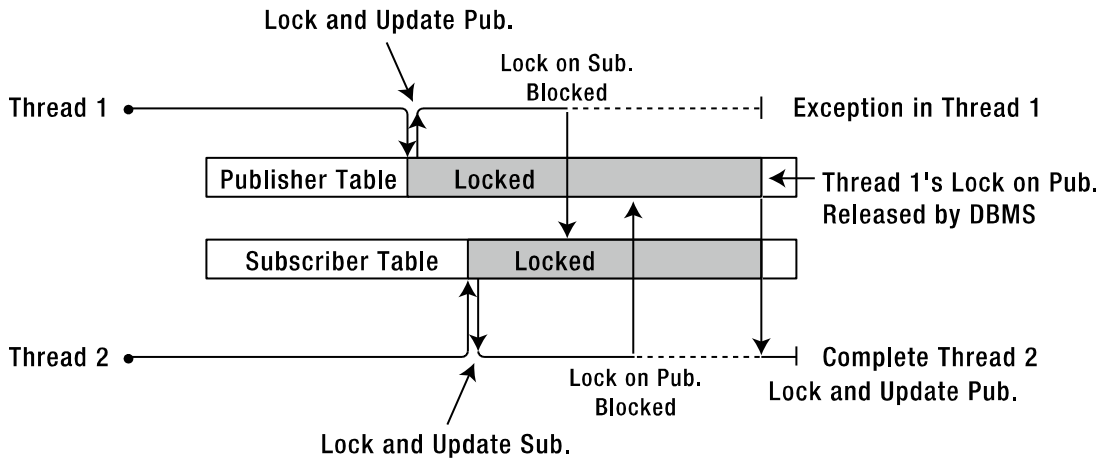 Lock and Update Pub.
Lock on Sub.
Blocked
Thread 1
Exception in Thread 1
Publisher Table
Locked
Thread 1's Lock on Pub.
Released by DBMS
Subscriber Table
Locked
Thread 2
Complete Thread 2
Lock on Pub.
Blocked
Lock and Update Pub.
Lock and Update Sub.